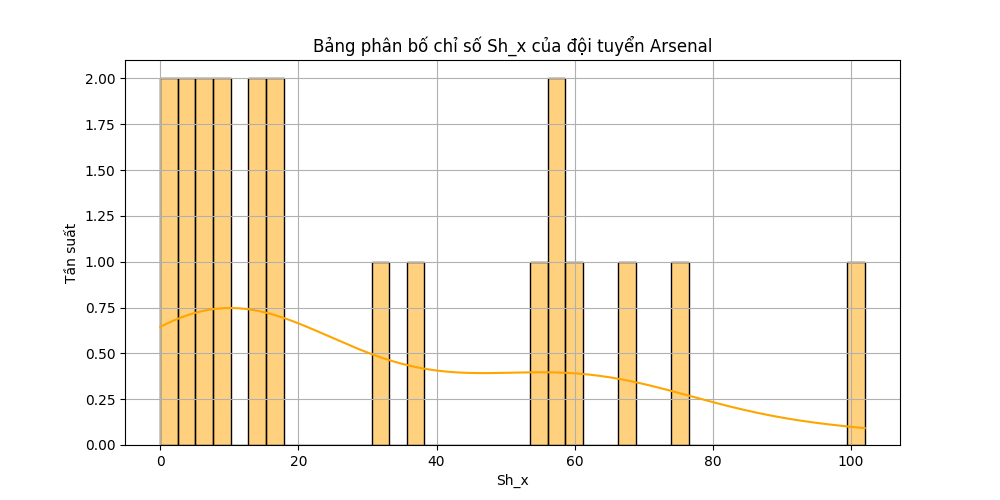 Bảng phân bố chỉ số Sh_x của đội tuyển Arsenal
2.00
1.75
1.50
1.25
1.00
0.75
0.50
0.25
0.00
Tần suất
0 20 40 60 80 100
Sh_x